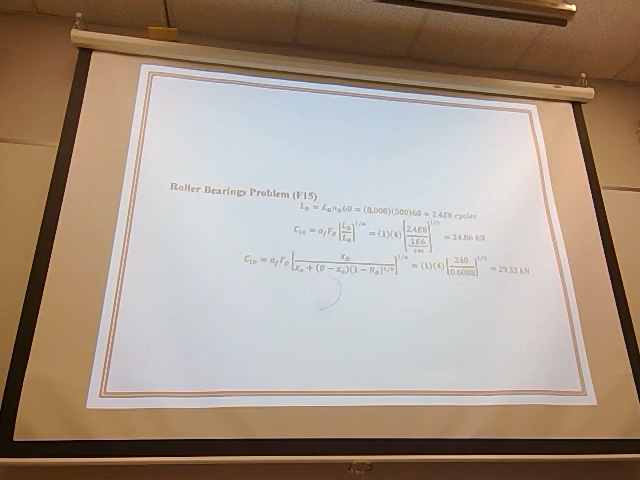 Roller Bearings Problem (F15)
L_D = ℒ_D n_D 60 = (8,000)(500)60 = 2.4E8 cycles
C_10 = a_f F_D [L_D / L_R]^(1/a) = (1)(4) [2.4E8 / 1E6]^(1/3) = 24.86 kN
C_10 = a_f F_D [x_D / (x_o + (θ − x_o)(1 − R_D)^(1/b))]^(1/a) = (1)(4) [240 / 0.6088]^(1/3) = 29.33 kN